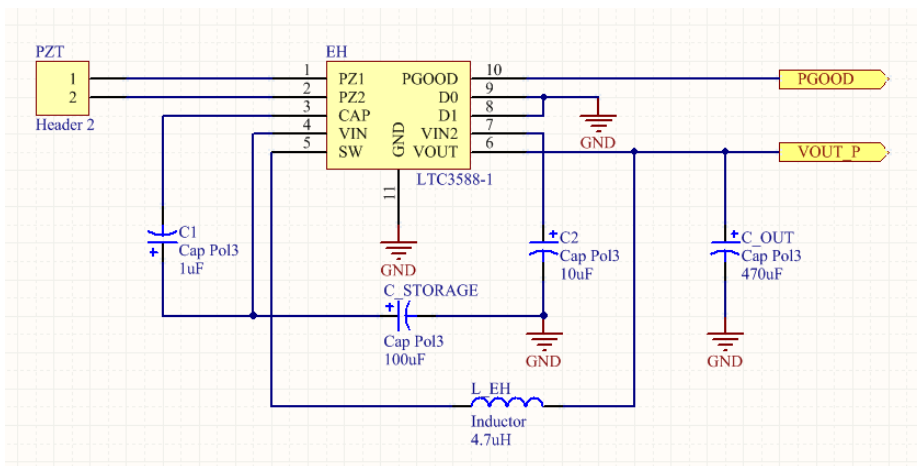 PZT
1
2
Header 2
EH
1
2
3
4
5
PZ1
PZ2
CAP
VIN
SW
GND
11
PGOOD
D0
D1
VIN2
VOUT
10
9
8
7
6
LTC3588-1
PGOOD
GND
VOUT_P
C1
Cap Pol3
1uF
GND
C_STORAGE
Cap Pol3
100uF
C2
Cap Pol3
10uF
GND
C_OUT
Cap Pol3
470uF
GND
L_EH
Inductor
4.7uH